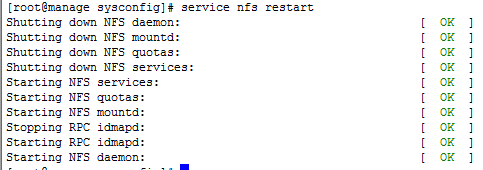 [root@manage sysconfig]# service nfs restart
Shutting down NFS daemon: [ OK ]
Shutting down NFS mountd: [ OK ]
Shutting down NFS quotas: [ OK ]
Shutting down NFS services: [ OK ]
Starting NFS services: [ OK ]
Starting NFS quotas: [ OK ]
Starting NFS mountd: [ OK ]
Stopping RPC idmapd: [ OK ]
Starting RPC idmapd: [ OK ]
Starting NFS daemon: [ OK ]